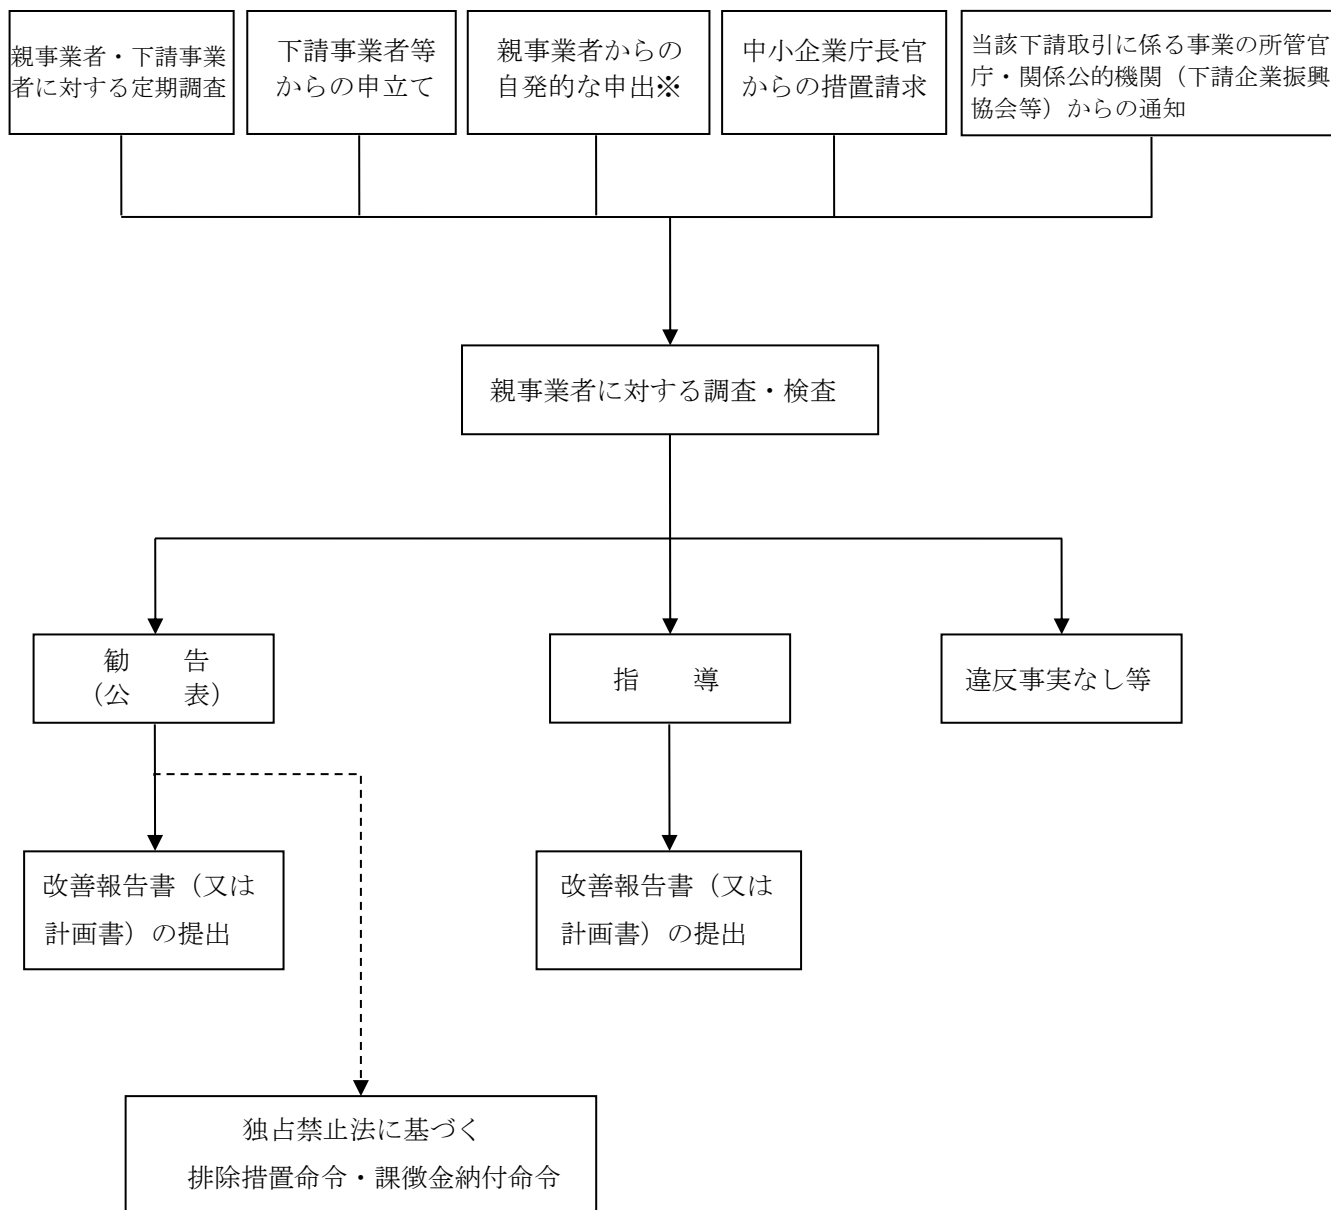 親事業者・下請事業
者に対する定期調査
下請事業者等
からの申立て
親事業者からの
自発的な申出※
中小企業庁長官
からの措置請求
当該下請取引に係る事業の所管官
庁・関係公的機関（下請企業振興
協会等）からの通知
親事業者に対する調査・検査
勧　　告
（公　　表）
指　　導
違反事実なし等
改善報告書（又は
計画書）の提出
改善報告書（又は
計画書）の提出
独占禁止法に基づく
排除措置命令・課徴金納付命令